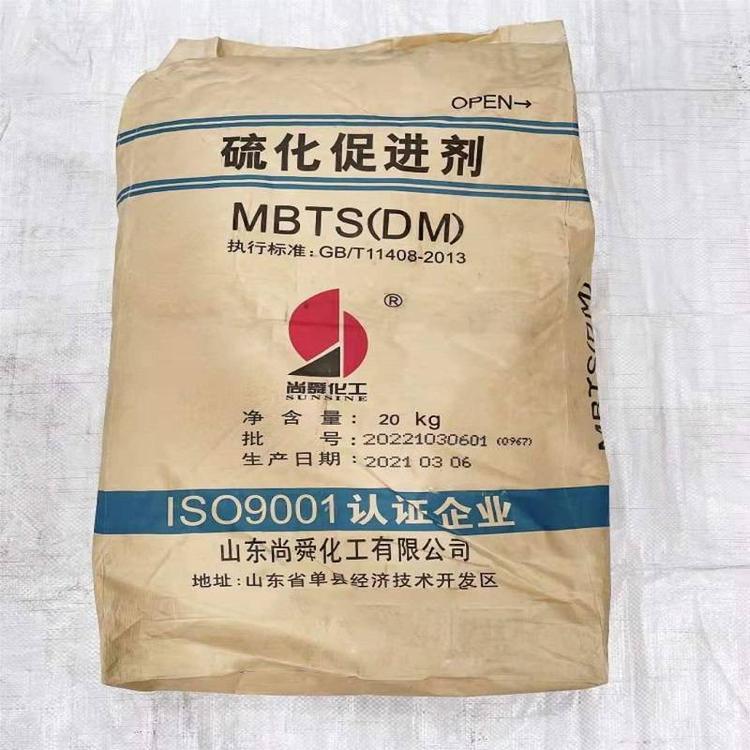 OPEN→
硫化促进剂
MBTS(DM)
执行标准:GB/T11408-2013
®
尚舜化工
SUNSINE
净含量: 20 kg
批 号:20221030601 (0967)
生产日期:2021 03 06
ISO9001认证企业
山东尚舜化工有限公司
地址:山东省单县经济技术开发区
MBTS(DM)